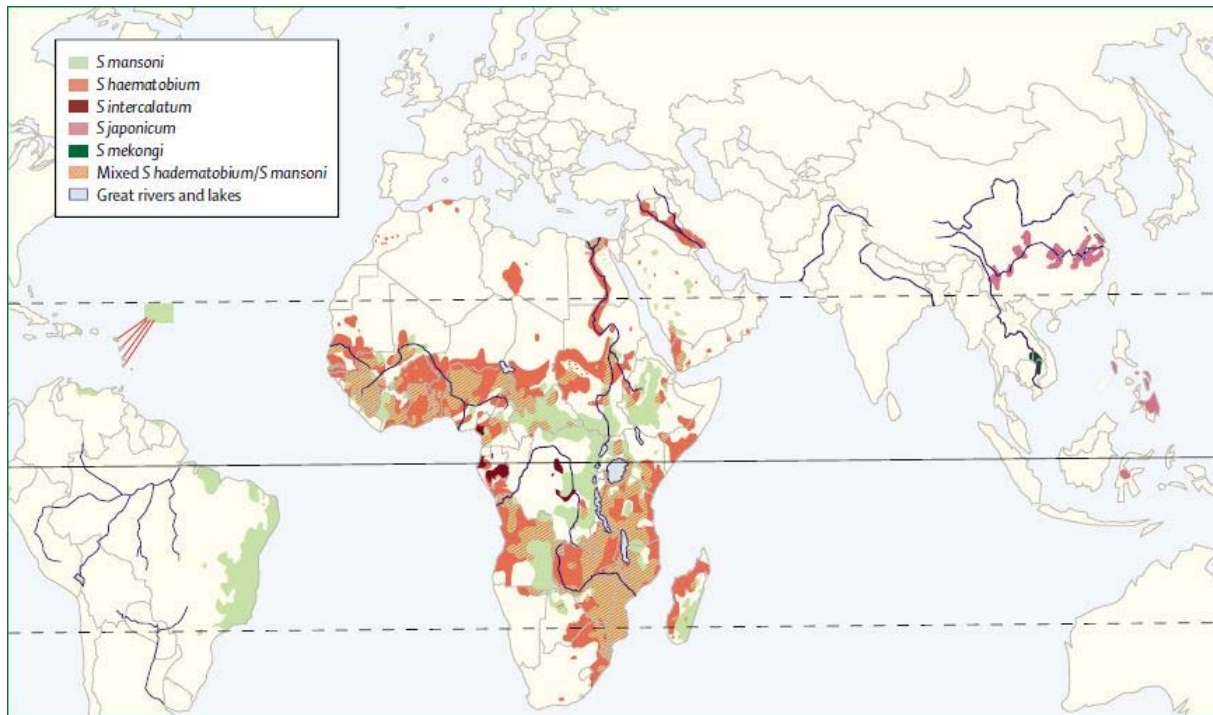 S mansoni
S haematobium
S intercalatum
S japonicum
S mekongi
Mixed S hadematobium/S mansoni
Great rivers and lakes